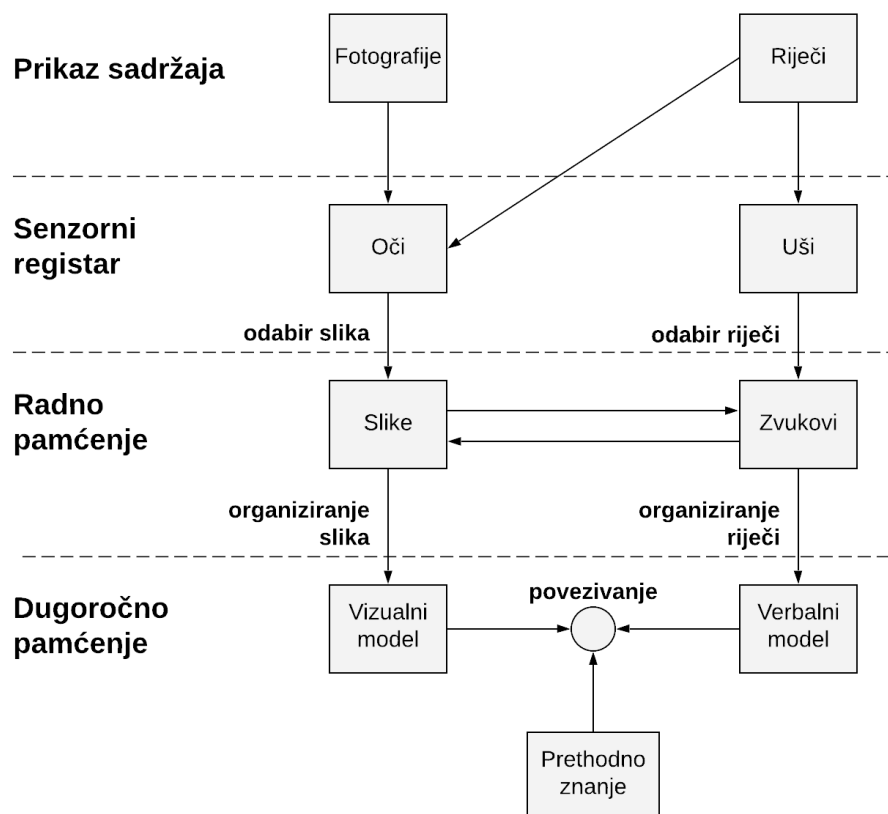 Prikaz sadržaja
Fotografije
Riječi
Senzorni
registar
Oči
Uši
odabir slika
odabir riječi
Radno
pamćenje
Slike
Zvukovi
organiziranje
slika
organiziranje
riječi
Dugoročno
pamćenje
Vizualni
model
povezivanje
Verbalni
model
Prethodno
znanje